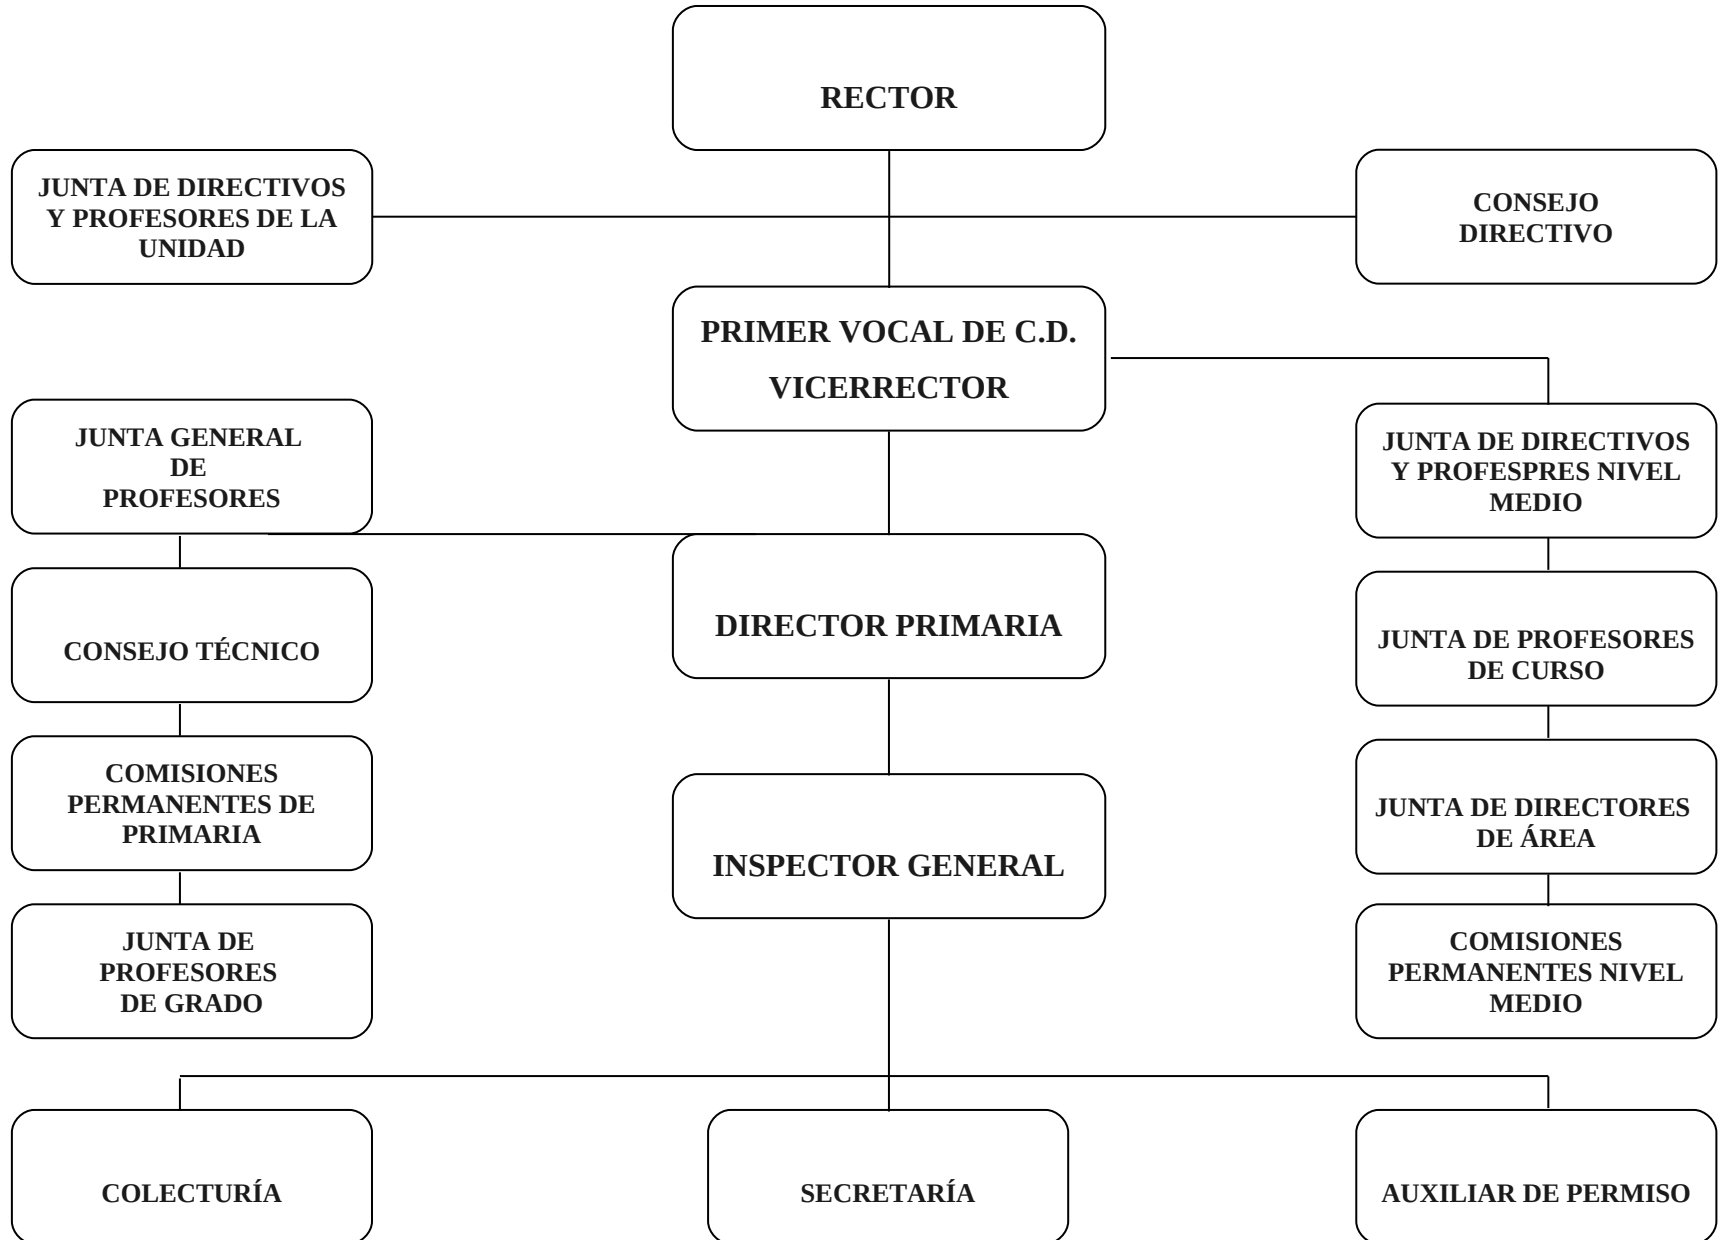 RECTOR
JUNTA DE DIRECTIVOS
Y PROFESORES DE LA
UNIDAD
CONSEJO
DIRECTIVO
PRIMER VOCAL DE C.D.
VICERRECTOR
JUNTA GENERAL
DE
PROFESORES
JUNTA DE DIRECTIVOS
Y PROFESPRES NIVEL
MEDIO
CONSEJO TÉCNICO
DIRECTOR PRIMARIA
JUNTA DE PROFESORES
DE CURSO
COMISIONES
PERMANENTES DE
PRIMARIA
INSPECTOR GENERAL
JUNTA DE DIRECTORES
DE ÁREA
JUNTA DE
PROFESORES
DE GRADO
COMISIONES
PERMANENTES NIVEL
MEDIO
COLECTURÍA
SECRETARÍA
AUXILIAR DE PERMISO